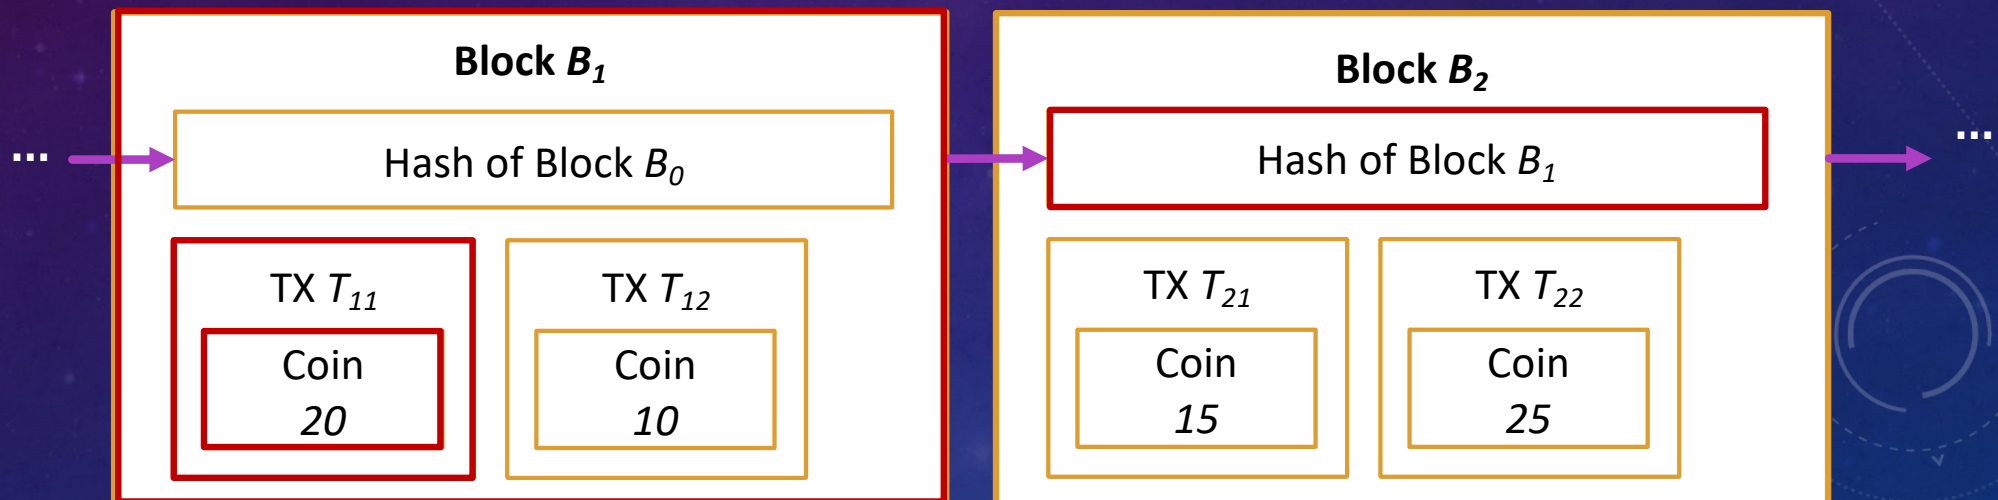 Block B₁
Hash of Block B₀
TX T₁₁
Coin
20
TX T₁₂
Coin
10
Block B₂
Hash of Block B₁
TX T₂₁
Coin
15
TX T₂₂
Coin
25
...
...